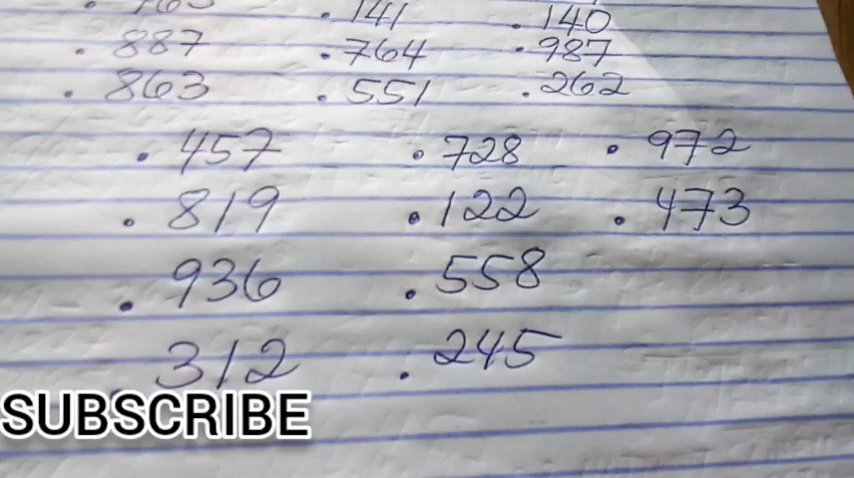 . 141 . 140
. 887 . 764 . 987
. 863 . 551 . 262
. 457 . 728 . 972
. 819 . 122 . 473
. 936 . 558
. 312 . 245
SUBSCRIBE